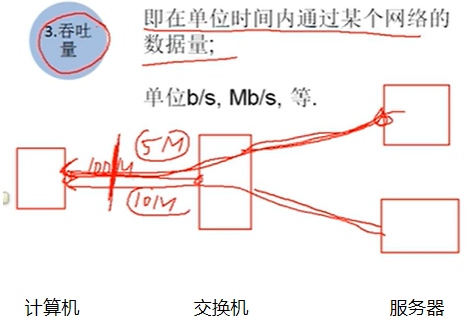 3.吞吐
量
即在单位时间内通过某个网络的
数据量;
单位b/s, Mb/s, 等.
5M
100M
10M
计算机 交换机 服务器